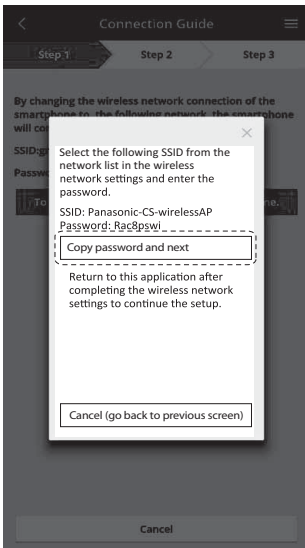 Connection Guide
Step 1
Step 2
Step 3
By changing the wireless network connection of the
smartphone to the following network, the smartphone
will
SSID:
Select the following SSID from the
network list in the wireless
network settings and enter the
password.
SSID: Panasonic-CS-wirelessAP
Password: Rac8pswi
Copy password and next
Return to this application after
completing the wireless network
settings to continue the setup.
Cancel (go back to previous screen)
Cancel